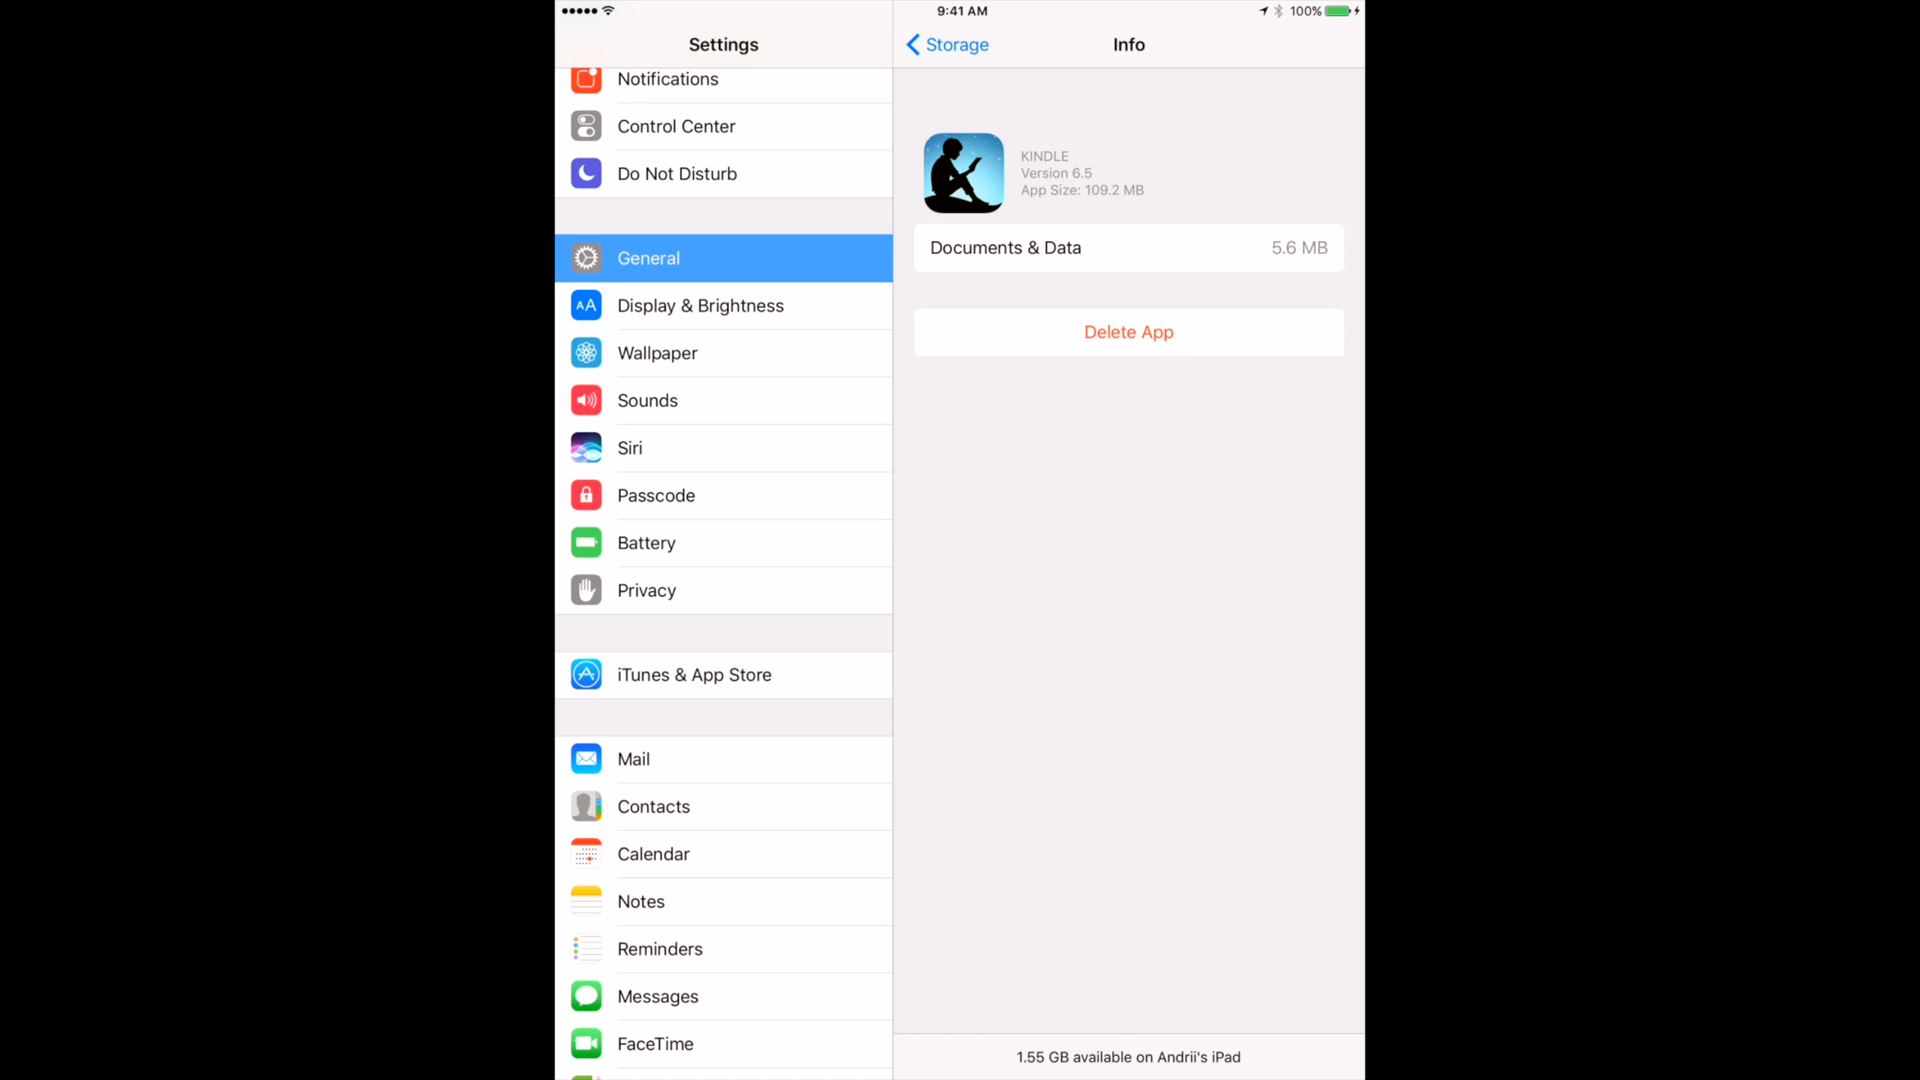 9:41 AM
100%
Settings
Storage
Info
Notifications
Control Center
Do Not Disturb
General
AA Display & Brightness
Wallpaper
Sounds
Siri
Passcode
Battery
Privacy
iTunes & App Store
Mail
Contacts
Calendar
Notes
Reminders
Messages
FaceTime
KINDLE
Version 6.5
App Size: 109.2 MB
Documents & Data 5.6 MB
Delete App
1.55 GB available on Andrii's iPad